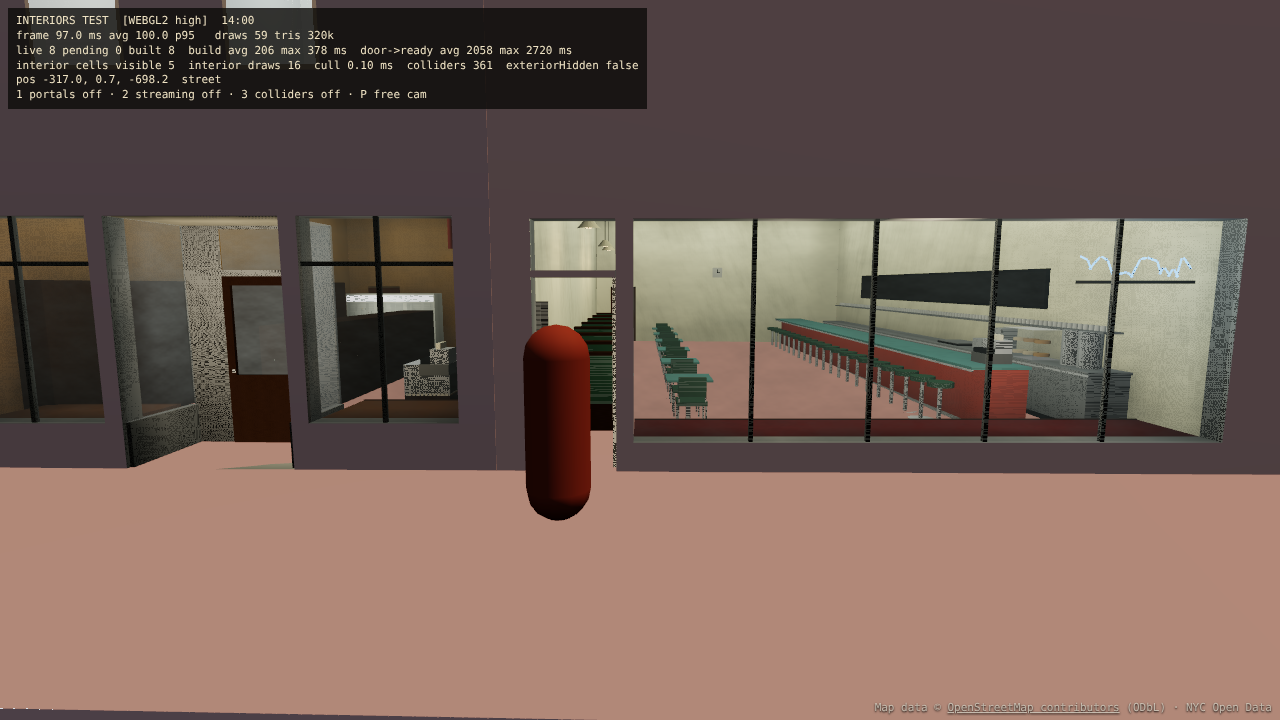 INTERIORS TEST [WEBGL2 high] 14:00
frame 97.0 ms avg 100.0 p95 draws 59 tris 320k
live 8 pending 0 built 8 build avg 206 max 378 ms door->ready avg 2058 max 2720 ms
interior cells visible 5 interior draws 16 cull 0.10 ms colliders 361 exteriorHidden false
pos -317.0, 0.7, -698.2 street
1 portals off · 2 streaming off · 3 colliders off · P free cam
Map data © OpenStreetMap contributors (ODbL) · NYC Open Data